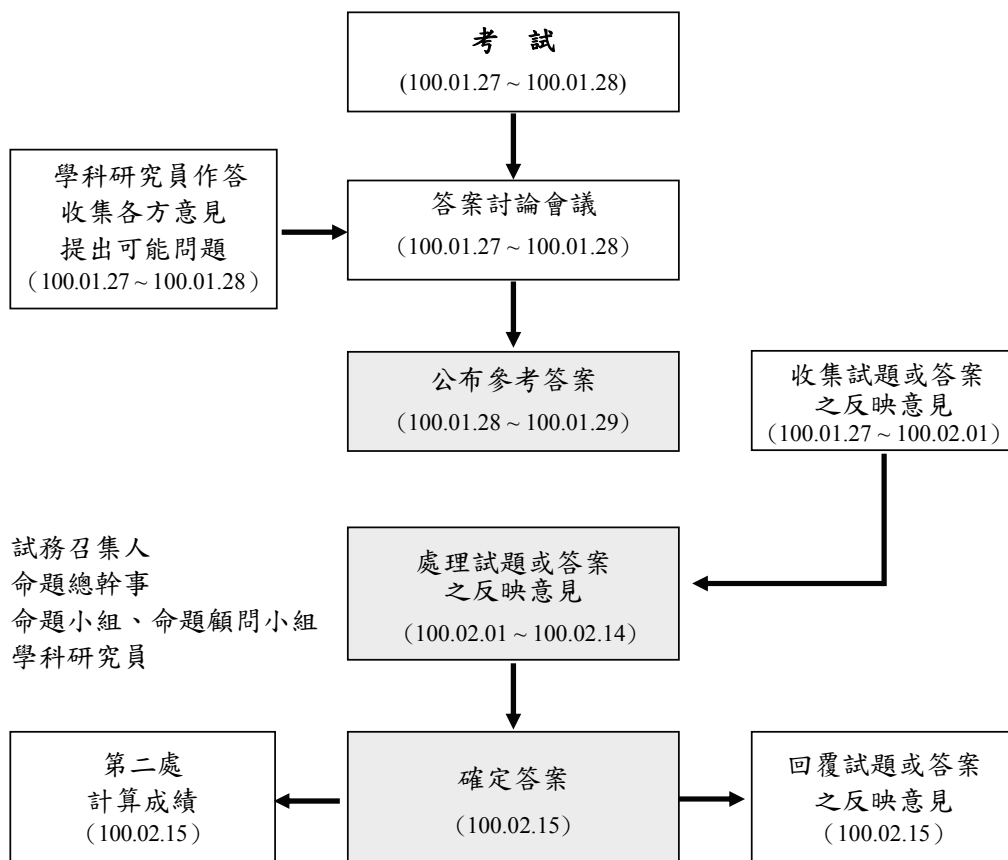 考 試
(100.01.27 ~ 100.01.28)
學科研究員作答
收集各方意見
提出可能問題
(100.01.27 ~ 100.01.28)
答案討論會議
(100.01.27 ~ 100.01.28)
公布參考答案
(100.01.28 ~ 100.01.29)
收集試題或答案
之反映意見
(100.01.27 ~ 100.02.01)
試務召集人
命題總幹事
命題小組、命題顧問小組
學科研究員
處理試題或答案
之反映意見
(100.02.01 ~ 100.02.14)
第二處
計算成績
(100.02.15)
確定答案
(100.02.15)
回覆試題或答案
之反映意見
(100.02.15)